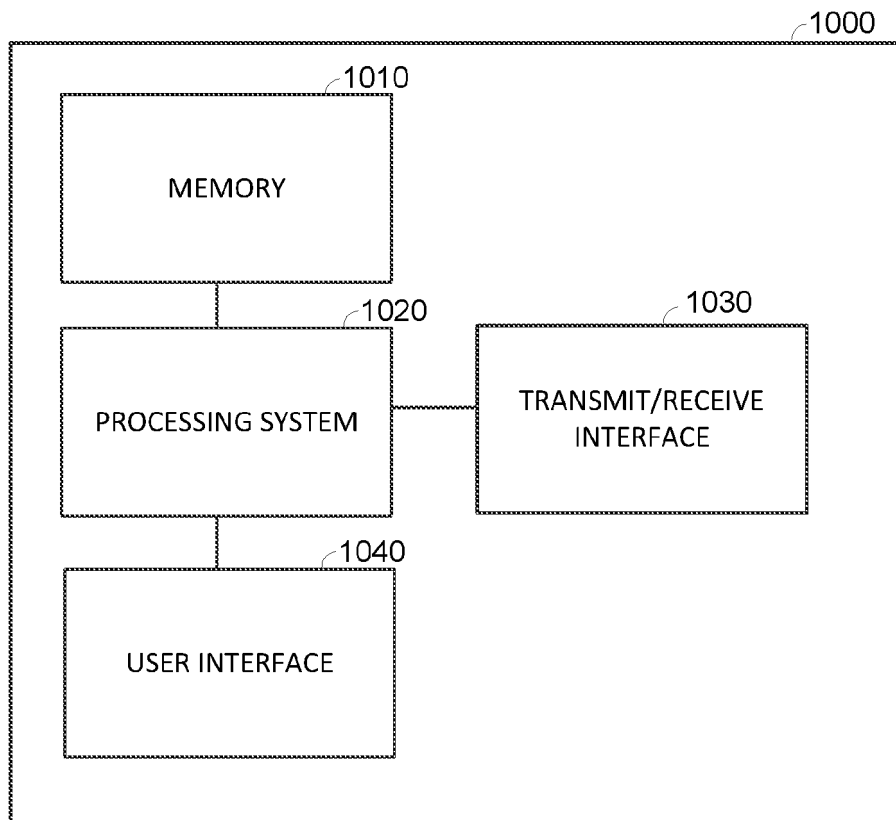 1000
1010
MEMORY
1020
PROCESSING SYSTEM
1030
TRANSMIT/RECEIVE
INTERFACE
1040
USER INTERFACE